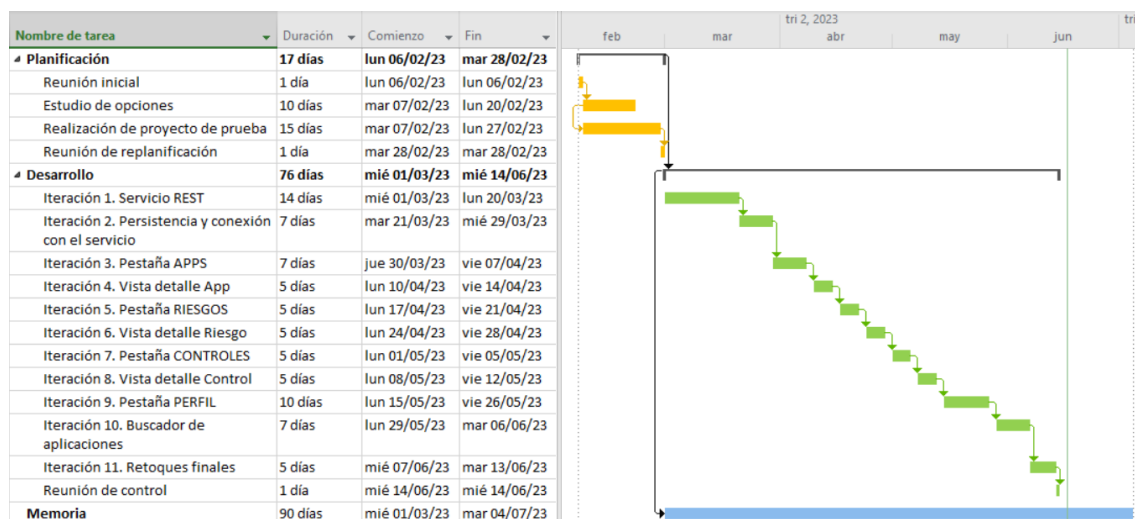 tri 2, 2023 tri
Nombre de tarea Duración Comienzo Fin feb mar abr may jun
Planificación 17 días lun 06/02/23 mar 28/02/23
Reunión inicial 1 día lun 06/02/23 lun 06/02/23
Estudio de opciones 10 días mar 07/02/23 lun 20/02/23
Realización de proyecto de prueba 15 días mar 07/02/23 lun 27/02/23
Reunión de replanificación 1 día mar 28/02/23 mar 28/02/23
Desarrollo 76 días mié 01/03/23 mié 14/06/23
Iteración 1. Servicio REST 14 días mié 01/03/23 lun 20/03/23
Iteración 2. Persistencia y conexión 7 días mar 21/03/23 mié 29/03/23
con el servicio
Iteración 3. Pestaña APPS 7 días jue 30/03/23 vie 07/04/23
Iteración 4. Vista detalle App 5 días lun 10/04/23 vie 14/04/23
Iteración 5. Pestaña RIESGOS 5 días lun 17/04/23 vie 21/04/23
Iteración 6. Vista detalle Riesgo 5 días lun 24/04/23 vie 28/04/23
Iteración 7. Pestaña CONTROLES 5 días lun 01/05/23 vie 05/05/23
Iteración 8. Vista detalle Control 5 días lun 08/05/23 vie 12/05/23
Iteración 9. Pestaña PERFIL 10 días lun 15/05/23 vie 26/05/23
Iteración 10. Buscador de 7 días lun 29/05/23 mar 06/06/23
aplicaciones
Iteración 11. Retoques finales 5 días mié 07/06/23 mar 13/06/23
Reunión de control 1 día mié 14/06/23 mié 14/06/23
Memoria 90 días mié 01/03/23 mar 04/07/23